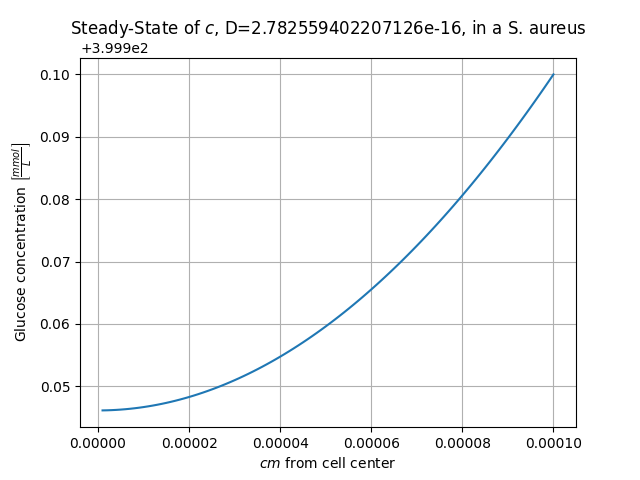 Steady-State of c, D=2.782559402207126e-16, in a S. aureus
+3.999e2
0.10
0.09
0.08
0.07
0.06
0.05
Glucose concentration [mmol/L]
0.00000 0.00002 0.00004 0.00006 0.00008 0.00010
cm from cell center